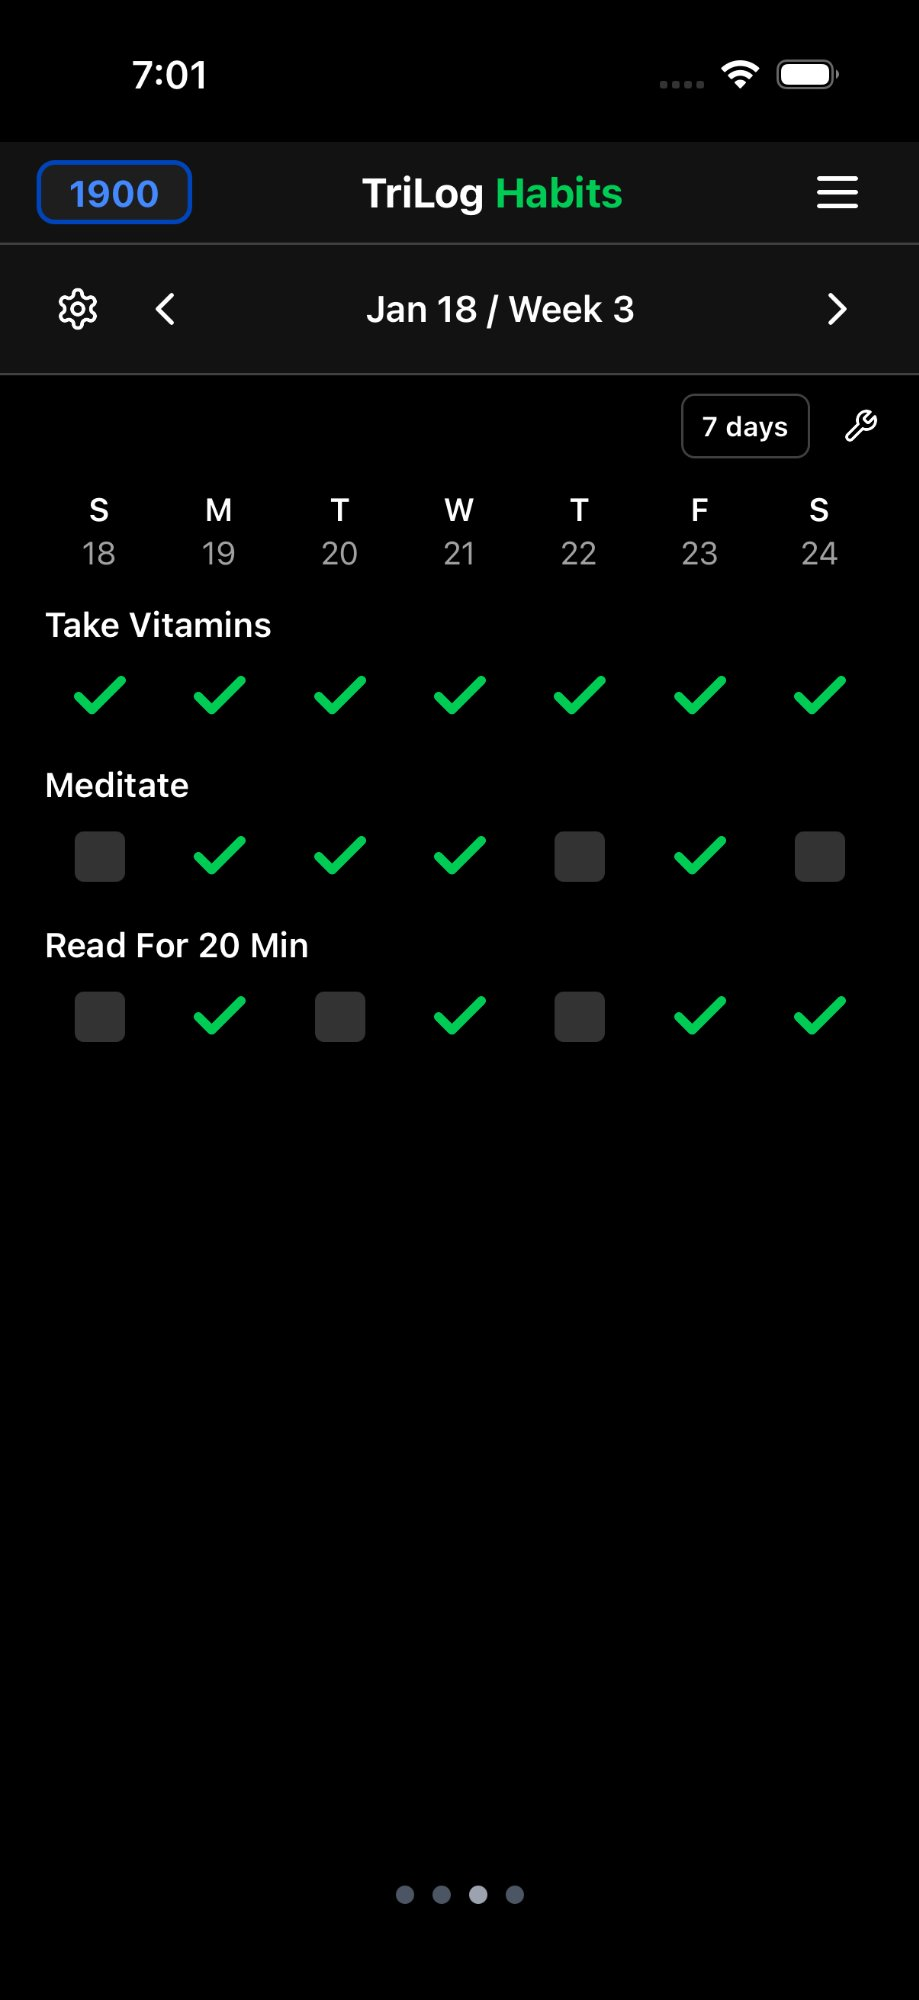 7:01
1900
TriLog Habits
Jan 18 / Week 3
7 days
S M T W T F S
18 19 20 21 22 23 24
Take Vitamins
Meditate
Read For 20 Min